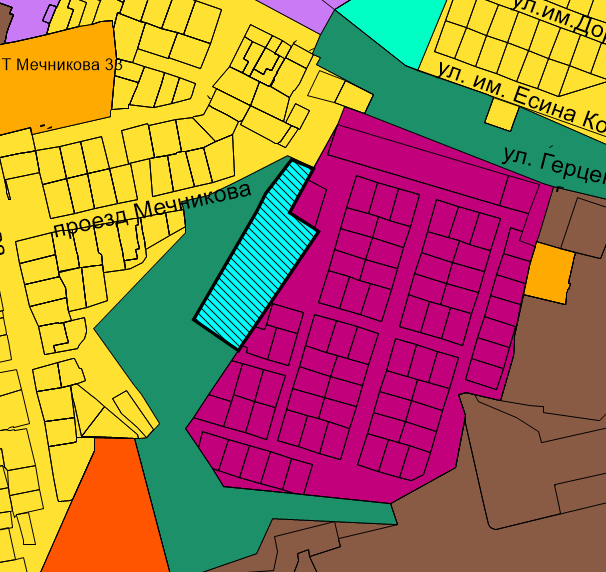 ул.им.До
Т Мечникова 33
ул. им. Есина Ко
ул. Герце
проезд Мечникова